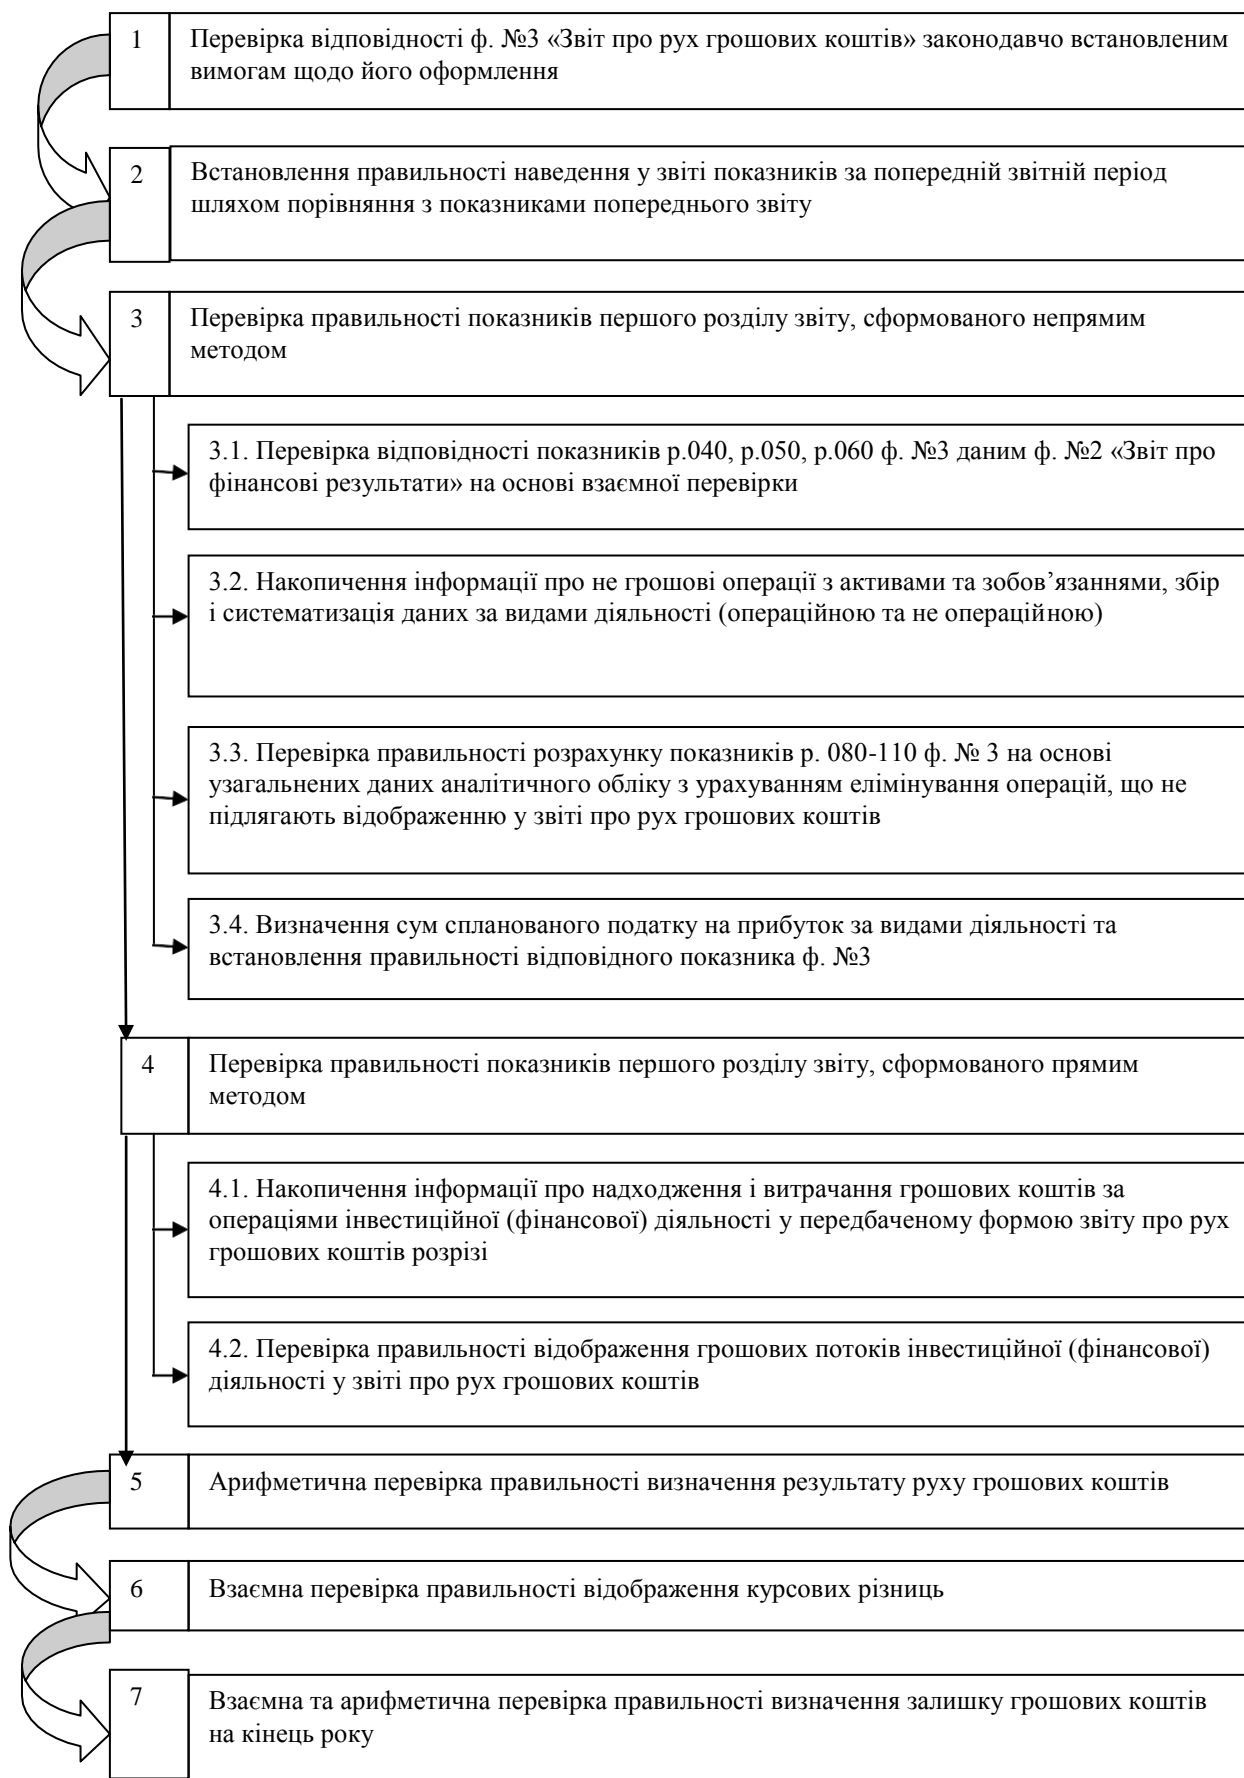 1
Перевірка відповідності ф. №3 «Звіт про рух грошових коштів» законодавчо встановленим
вимогам щодо його оформлення
2
Встановлення правильності наведення у звіті показників за попередній звітній період
шляхом порівняння з показниками попереднього звіту
3
Перевірка правильності показників першого розділу звіту, сформованого непрямим
методом
3.1. Перевірка відповідності показників р.040, р.050, р.060 ф. №3 даним ф. №2 «Звіт про
фінансові результати» на основі взаємної перевірки
3.2. Накопичення інформації про не грошові операції з активами та зобов’язаннями, збір
і систематизація даних за видами діяльності (операційною та не операційною)
3.3. Перевірка правильності розрахунку показників р. 080-110 ф. № 3 на основі
узагальнених даних аналітичного обліку з урахуванням елімінування операцій, що не
підлягають відображенню у звіті про рух грошових коштів
3.4. Визначення сум спланованого податку на прибуток за видами діяльності та
встановлення правильності відповідного показника ф. №3
4
Перевірка правильності показників першого розділу звіту, сформованого прямим
методом
4.1. Накопичення інформації про надходження і витрачання грошових коштів за
операціями інвестиційної (фінансової) діяльності у передбаченому формою звіту про рух
грошових коштів розрізі
4.2. Перевірка правильності відображення грошових потоків інвестиційної (фінансової)
діяльності у звіті про рух грошових коштів
5
Арифметична перевірка правильності визначення результату руху грошових коштів
6
Взаємна перевірка правильності відображення курсових різниць
7
Взаємна та арифметична перевірка правильності визначення залишку грошових коштів
на кінець року